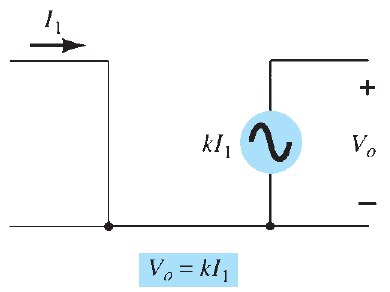 I₁
+
kI₁
Vₒ
−
Vₒ = kI₁